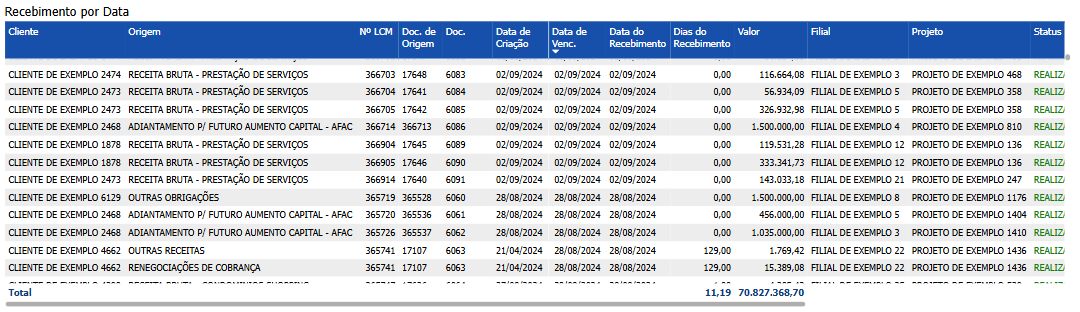 Recebimento por Data
Cliente Origem Nº LCM Doc. de Origem Doc. Data de Criação Data de Venc. Data do Recebimento Dias do Recebimento Valor Filial Projeto Status
CLIENTE DE EXEMPLO 2474 RECEITA BRUTA - PRESTAÇÃO DE SERVIÇOS 366703 17648 6083 02/09/2024 02/09/2024 02/09/2024 0,00 116.664,08 FILIAL DE EXEMPLO 3 PROJETO DE EXEMPLO 468 REALIZA
CLIENTE DE EXEMPLO 2473 RECEITA BRUTA - PRESTAÇÃO DE SERVIÇOS 366704 17641 6084 02/09/2024 02/09/2024 02/09/2024 0,00 56.934,09 FILIAL DE EXEMPLO 5 PROJETO DE EXEMPLO 358 REALIZA
CLIENTE DE EXEMPLO 2473 RECEITA BRUTA - PRESTAÇÃO DE SERVIÇOS 366705 17642 6085 02/09/2024 02/09/2024 02/09/2024 0,00 326.932,98 FILIAL DE EXEMPLO 5 PROJETO DE EXEMPLO 358 REALIZA
CLIENTE DE EXEMPLO 2468 ADIANTAMENTO P/ FUTURO AUMENTO CAPITAL - AFAC 366714 366713 6086 02/09/2024 02/09/2024 02/09/2024 0,00 1.500.000,00 FILIAL DE EXEMPLO 4 PROJETO DE EXEMPLO 810 REALIZA
CLIENTE DE EXEMPLO 1878 RECEITA BRUTA - PRESTAÇÃO DE SERVIÇOS 366904 17645 6089 02/09/2024 02/09/2024 02/09/2024 0,00 119.531,28 FILIAL DE EXEMPLO 12 PROJETO DE EXEMPLO 136 REALIZA
CLIENTE DE EXEMPLO 1878 RECEITA BRUTA - PRESTAÇÃO DE SERVIÇOS 366905 17646 6090 02/09/2024 02/09/2024 02/09/2024 0,00 333.341,73 FILIAL DE EXEMPLO 12 PROJETO DE EXEMPLO 136 REALIZA
CLIENTE DE EXEMPLO 2473 RECEITA BRUTA - PRESTAÇÃO DE SERVIÇOS 366914 17640 6091 02/09/2024 02/09/2024 02/09/2024 0,00 143.033,18 FILIAL DE EXEMPLO 21 PROJETO DE EXEMPLO 247 REALIZA
CLIENTE DE EXEMPLO 6129 OUTRAS OBRIGAÇÕES 365719 365528 6060 28/08/2024 28/08/2024 28/08/2024 0,00 1.500.000,00 FILIAL DE EXEMPLO 8 PROJETO DE EXEMPLO 1176 REALIZA
CLIENTE DE EXEMPLO 2468 ADIANTAMENTO P/ FUTURO AUMENTO CAPITAL - AFAC 365720 365536 6061 28/08/2024 28/08/2024 28/08/2024 0,00 456.000,00 FILIAL DE EXEMPLO 5 PROJETO DE EXEMPLO 1404 REALIZA
CLIENTE DE EXEMPLO 2468 ADIANTAMENTO P/ FUTURO AUMENTO CAPITAL - AFAC 365726 365537 6062 28/08/2024 28/08/2024 28/08/2024 0,00 1.035.000,00 FILIAL DE EXEMPLO 3 PROJETO DE EXEMPLO 1410 REALIZA
CLIENTE DE EXEMPLO 4662 OUTRAS RECEITAS 365741 17107 6063 21/04/2024 28/08/2024 28/08/2024 129,00 1.769,42 FILIAL DE EXEMPLO 22 PROJETO DE EXEMPLO 1436 REALIZA
CLIENTE DE EXEMPLO 4662 RENEGOCIAÇÕES DE COBRANÇA 365741 17107 6063 21/04/2024 28/08/2024 28/08/2024 129,00 15.389,08 FILIAL DE EXEMPLO 22 PROJETO DE EXEMPLO 1436 REALIZA
Total 11,19 70.827.368,70